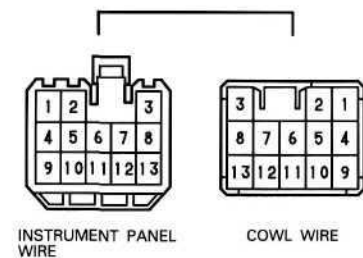 1 2 3
4 5 6 7 8
9 10 11 12 13
INSTRUMENT PANEL
WIRE
3 2 1
8 7 6 5 4
13 12 11 10 9
COWL WIRE